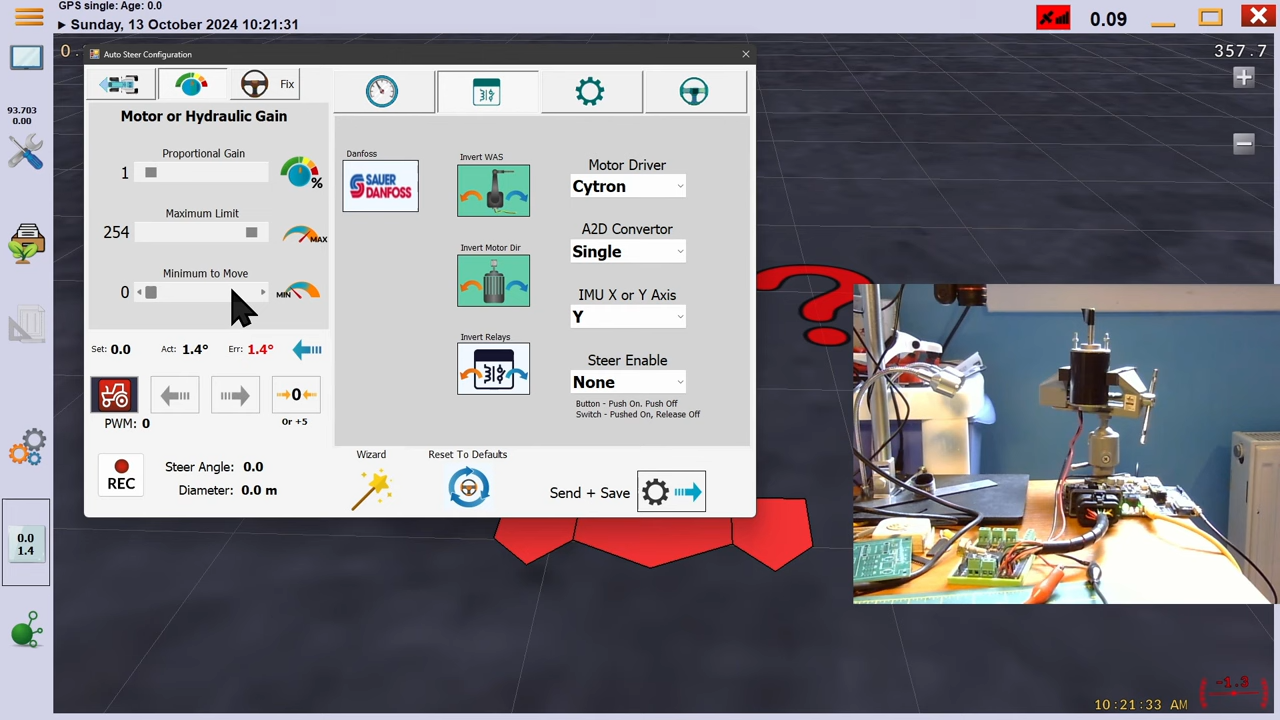 GPS single: Age: 0.0
▸ Sunday, 13 October 2024 10:21:31
0.09
0.
357.7
93.703
0.00
Auto Steer Configuration
Fix
Motor or Hydraulic Gain
Proportional Gain
1
%
Maximum Limit
254
MAX
Minimum to Move
0
MIN
Set: 0.0
Act: 1.4°
Err: 1.4°
→0←
Or +5
PWM: 0
REC
Steer Angle: 0.0
Diameter: 0.0 m
Danfoss
SAUER
DANFOSS
Invert WAS
Invert Motor Dir
Invert Relays
Motor Driver
Cytron
A2D Convertor
Single
IMU X or Y Axis
Y
Steer Enable
None
Button - Push On. Push Off
Switch - Pushed On, Release Off
Wizard
Reset To Defaults
Send + Save
0.0
1.4
?
-1.3
10:21:33 AM